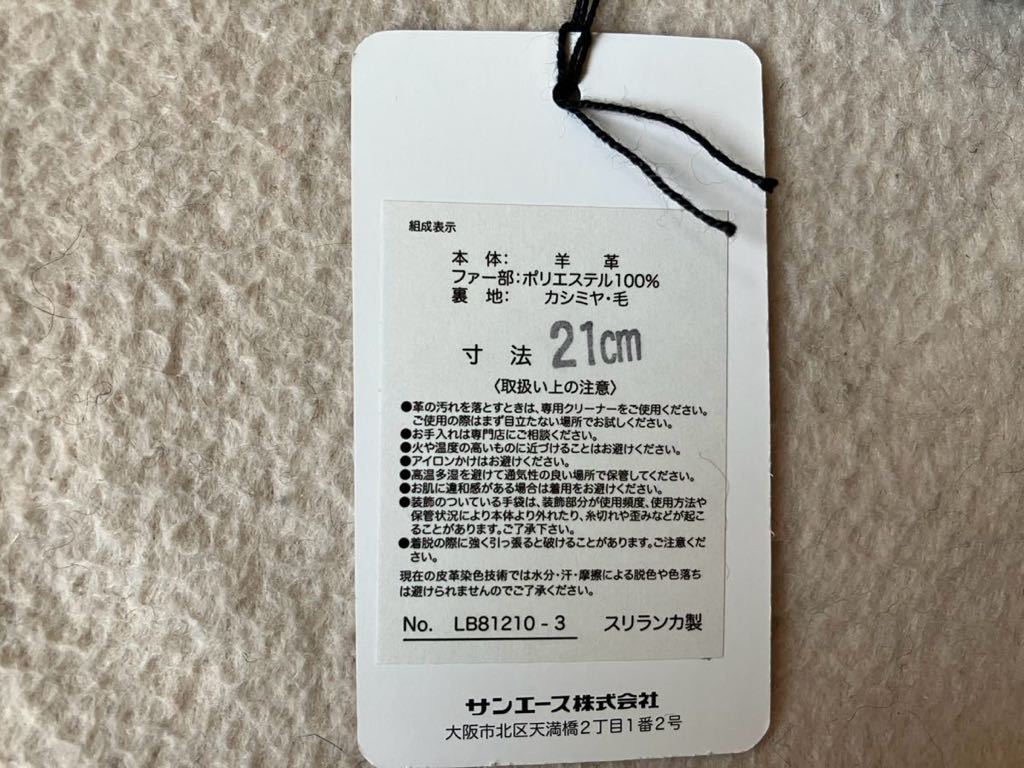 組成表示
本体: 羊革
ファー部:ポリエステル100%
裏地: カシミヤ・毛
寸法 21cm
〈取扱い上の注意〉
●革の汚れを落とすときは、専用クリーナーをご使用ください。
ご使用の際はまず目立たない場所でお試しください。
●お手入れは専門店にご相談ください。
●火や温度の高いものに近づけることはお避けください。
●アイロンかけはお避けください。
●高温多湿を避けて通気性の良い場所で保管してください。
●お肌に違和感がある場合は着用をお避けください。
●装飾のついている手袋は、装飾部分が使用頻度、使用方法や
保管状況により本体より外れたり、糸切れや歪みなどが起こ
ることがあります。ご了承下さい。
●着脱の際に強く引っ張ると破けることがあります。ご注意くだ
さい。
現在の皮革染色技術では水分・汗・摩擦による脱色や色落ち
は避けられませんのでご了承ください。
No. LB81210-3 スリランカ製
サンエース株式会社
大阪市北区天満橋2丁目1番2号